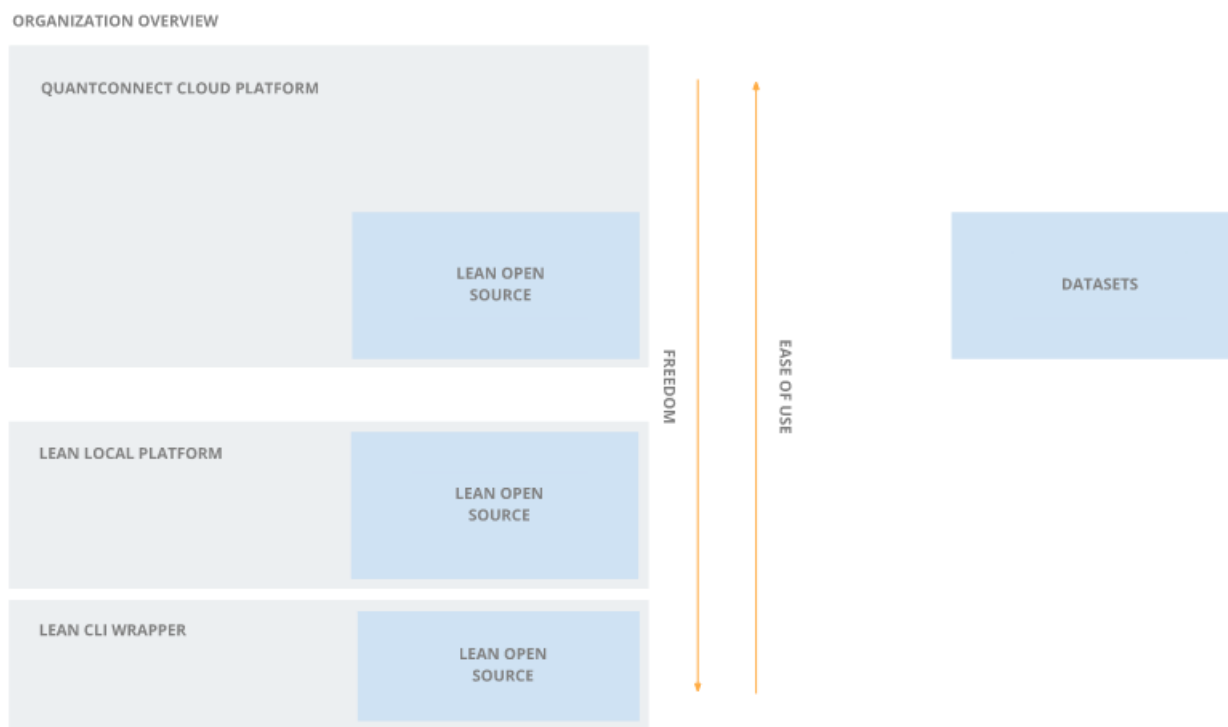 ORGANIZATION OVERVIEW
QUANTCONNECT CLOUD PLATFORM
LEAN OPEN
SOURCE
LEAN LOCAL PLATFORM
LEAN OPEN
SOURCE
LEAN CLI WRAPPER
LEAN OPEN
SOURCE
FREEDOM
EASE OF USE
DATASETS